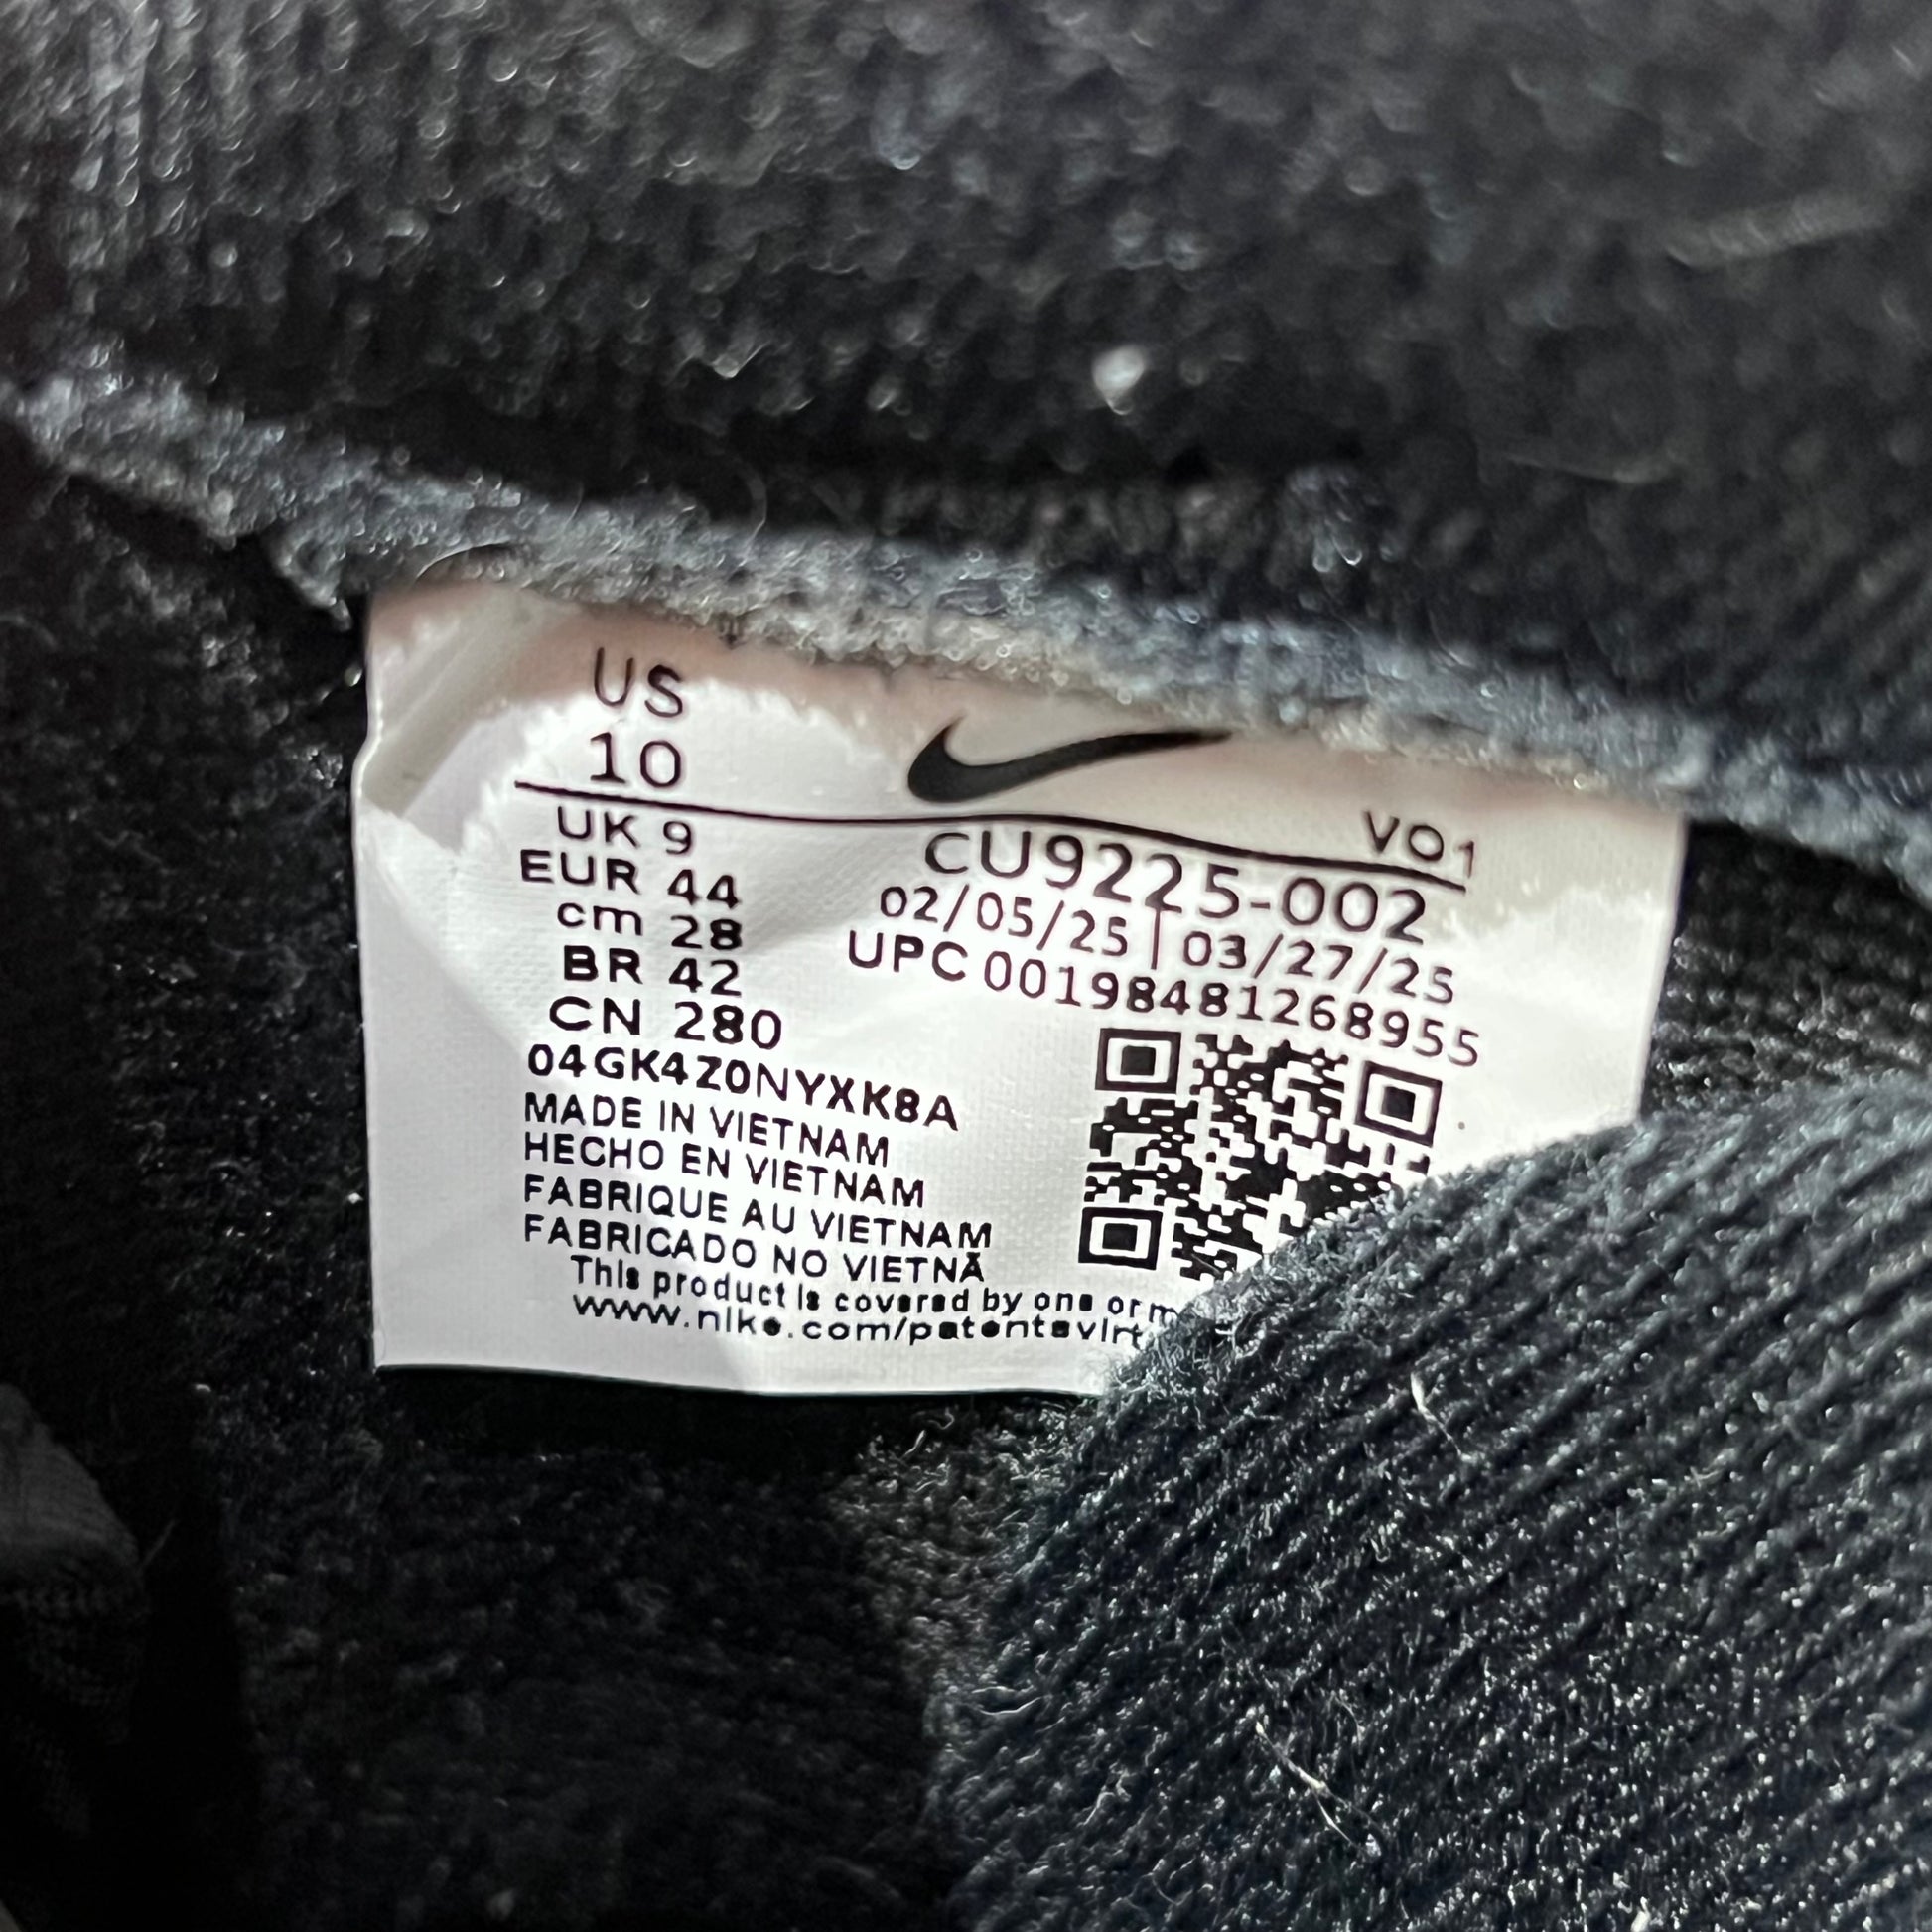 US
10
VO1
UK 9
CU9225-002
EUR 44
02/05/25 | 03/27/25
cm 28
UPC 00198481268955
BR 42
CN 280
04GK4Z0NYXK8A
MADE IN VIETNAM
HECHO EN VIETNAM
FABRIQUE AU VIETNAM
FABRICADO NO VIETNÃ
This product is covered by one or
www.nike.com/patents